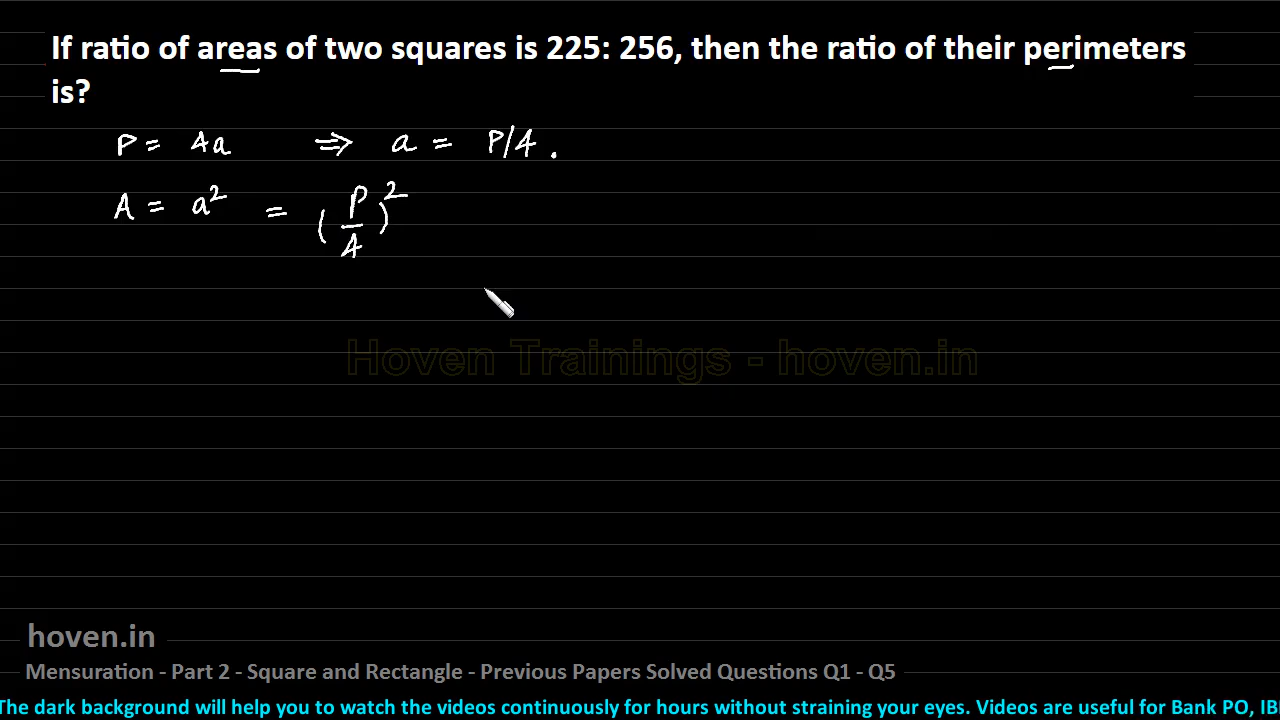 If ratio of areas of two squares is 225: 256, then the ratio of their perimeters
is?
P = 4a ⇒ a = P/4 .
A = a² = (P/4)²
Hoven Trainings - hoven.in
hoven.in
Mensuration - Part 2 - Square and Rectangle - Previous Papers Solved Questions Q1 - Q5
The dark background will help you to watch the videos continuously for hours without straining your eyes. Videos are useful for Bank PO, IB